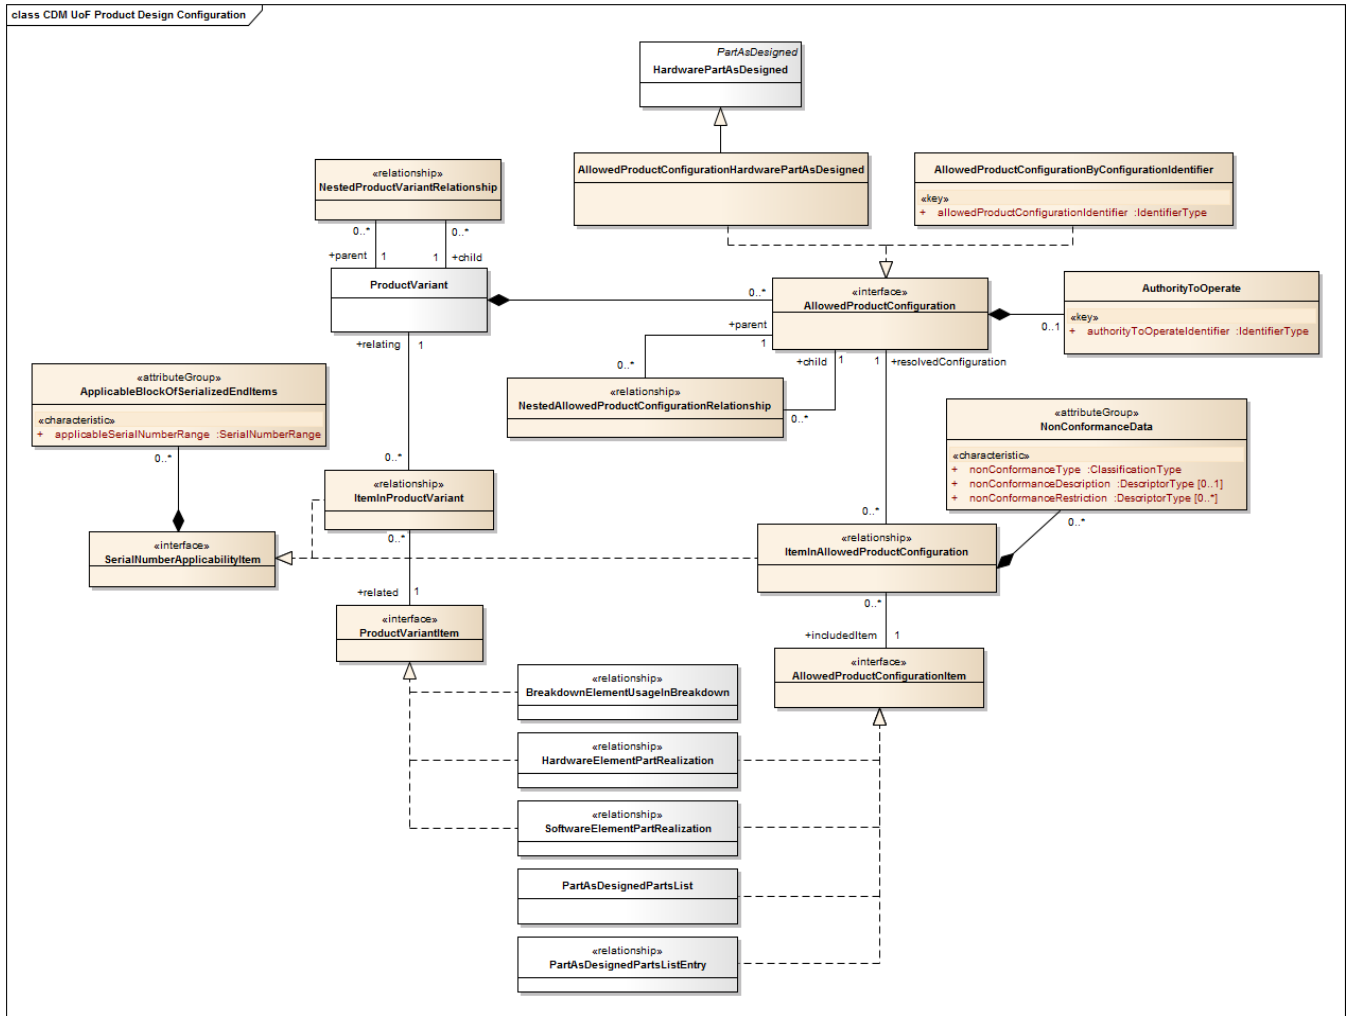 class CDM UoF Product Design Configuration
PartAsDesigned
HardwarePartAsDesigned
«relationship»
NestedProductVariantRelationship
AllowedProductConfigurationHardwarePartAsDesigned
AllowedProductConfigurationByConfigurationIdentifier
«key»
+ allowedProductConfigurationIdentifier :IdentifierType
0..*
0..*
+parent
1
1
+child
ProductVariant
0..*
«interface»
AllowedProductConfiguration
AuthorityToOperate
«key»
+ authorityToOperateIdentifier :IdentifierType
0..1
+relating
1
+parent
1
0..*
+child
1
1
+resolvedConfiguration
«attributeGroup»
ApplicableBlockOfSerializedEndItems
«characteristic»
+ applicableSerialNumberRange :SerialNumberRange
0..*
«relationship»
NestedAllowedProductConfigurationRelationship
0..*
«attributeGroup»
NonConformanceData
«characteristic»
+ nonConformanceType :ClassificationType
+ nonConformanceDescription :DescriptorType [0..1]
+ nonConformanceRestriction :DescriptorType [0..*]
0..*
0..*
«relationship»
ItemInProductVariant
0..*
0..*
«interface»
SerialNumberApplicabilityItem
«relationship»
ItemInAllowedProductConfiguration
0..*
+related
1
«interface»
ProductVariantItem
+includedItem
1
«interface»
AllowedProductConfigurationItem
«relationship»
BreakdownElementUsageInBreakdown
«relationship»
HardwareElementPartRealization
«relationship»
SoftwareElementPartRealization
PartAsDesignedPartsList
«relationship»
PartAsDesignedPartsListEntry